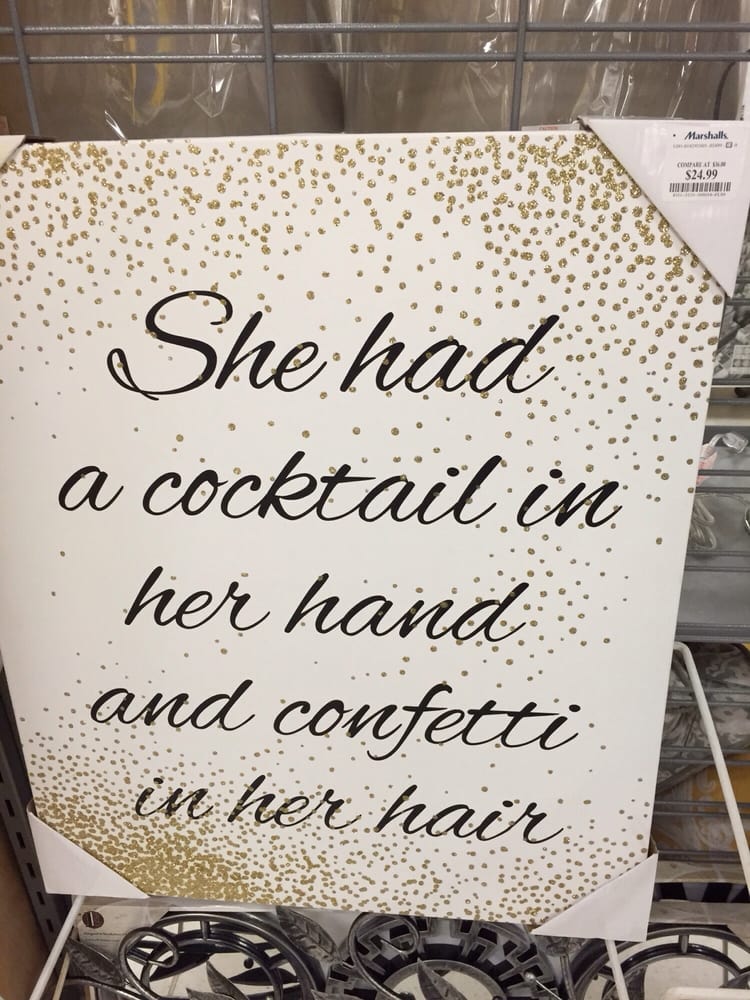 Marshalls.
COMPARE AT $36.00
$24.99
She had
a cocktail in
her hand
and confetti
in her hair